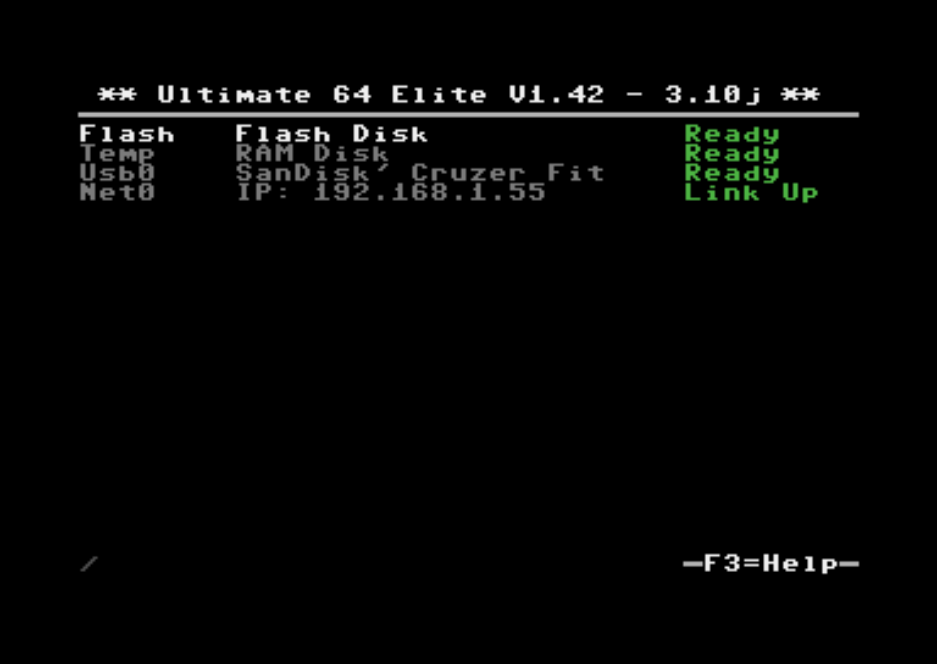 ** Ultimate 64 Elite V1.42 - 3.10j **
Flash Flash Disk Ready
Temp RAM Disk Ready
Usb0 SanDisk' Cruzer Fit Ready
Net0 IP: 192.168.1.55 Link Up
/ F3=Help